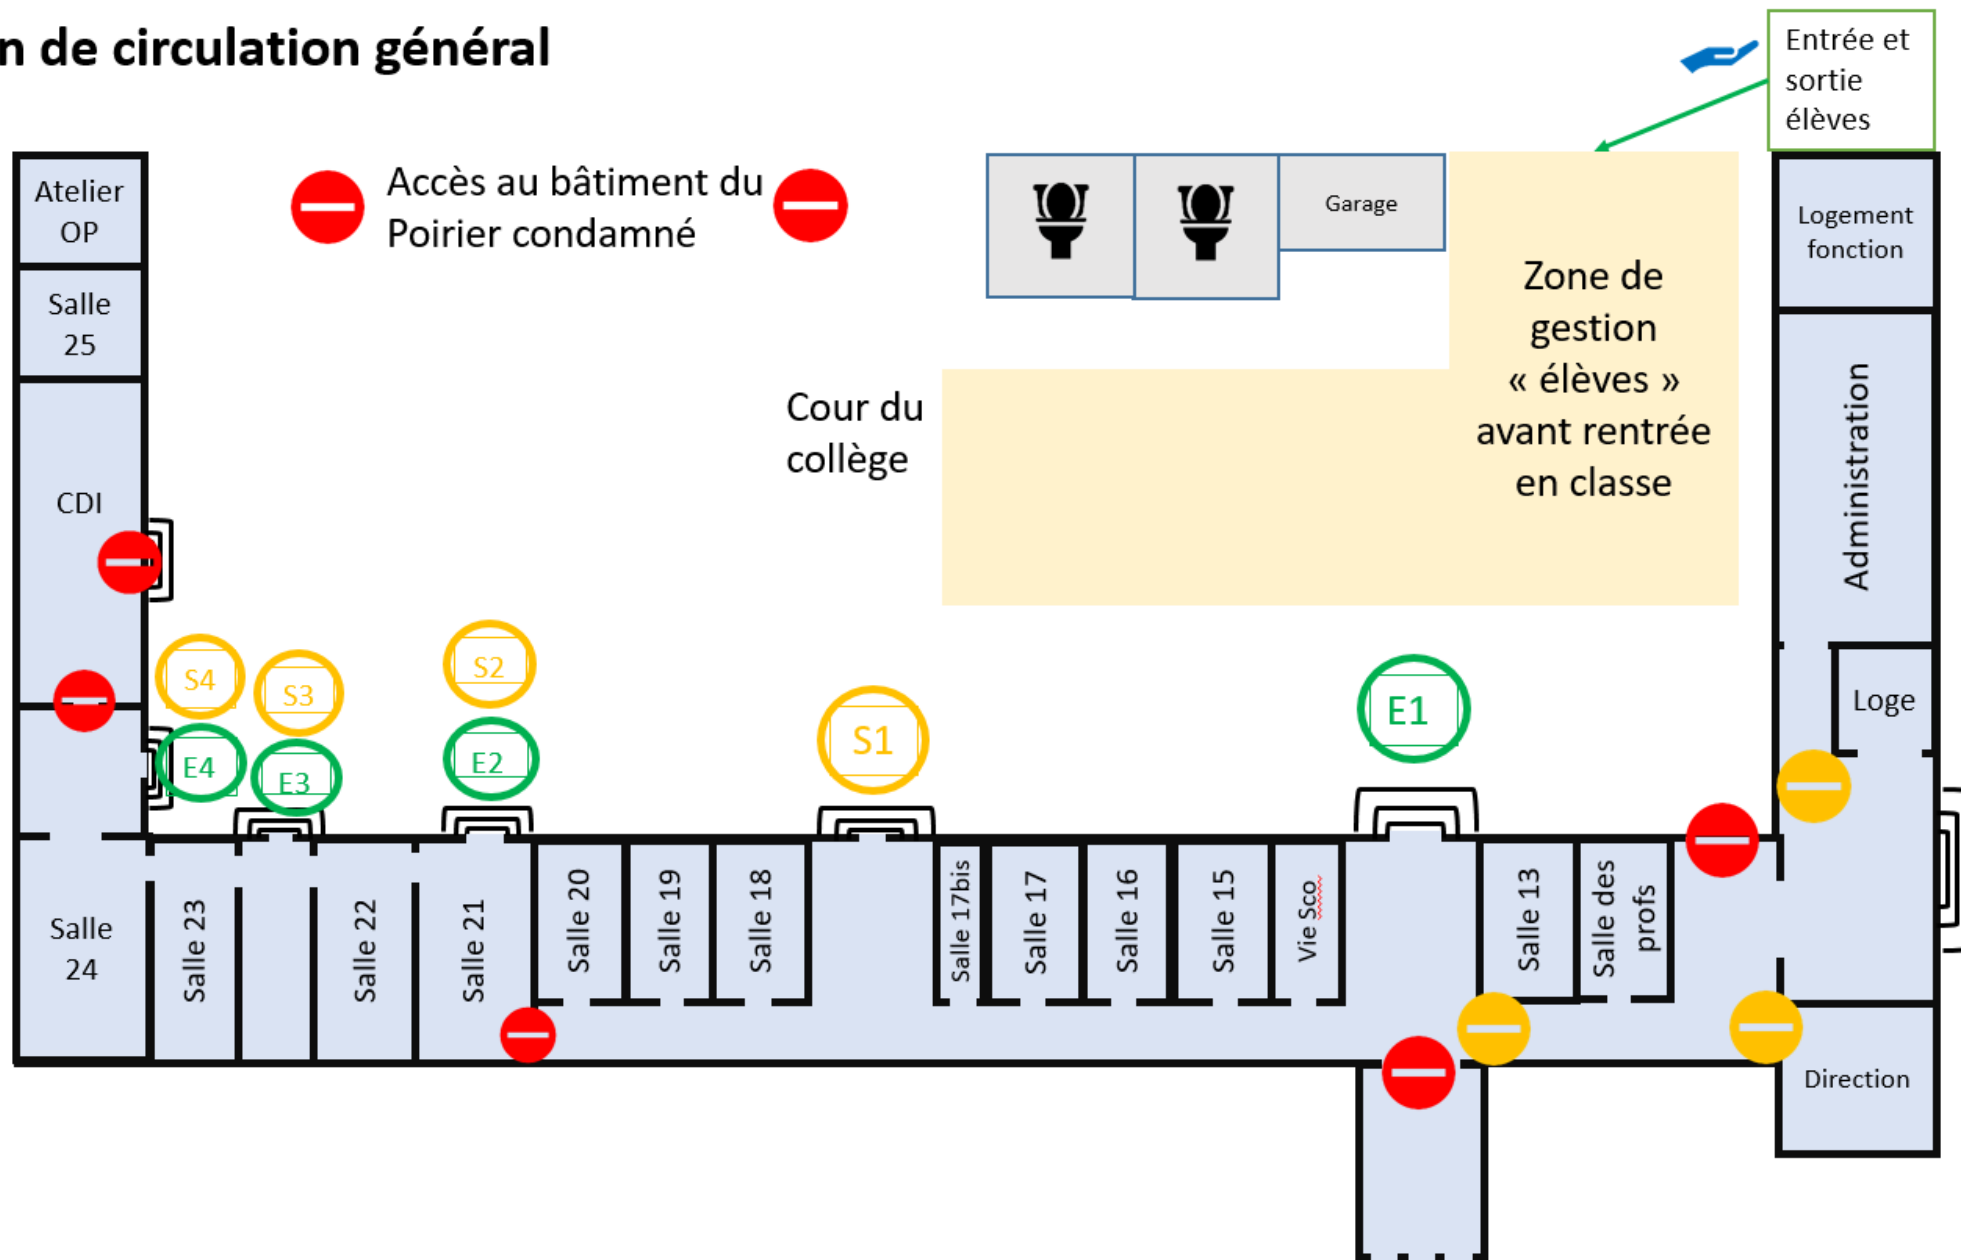 n de circulation général
Entrée et
sortie
élèves
Atelier
OP
Accès au bâtiment du
Poirier condamné
Garage
Logement
fonction
Salle
25
Zone de
gestion
« élèves »
avant rentrée
en classe
Cour du
collège
Administration
CDI
S4
S3
S2
S1
E1
Loge
E4
E3
E2
Salle
24
Salle 23
Salle 22
Salle 21
Salle 20
Salle 19
Salle 18
Salle 17bis
Salle 17
Salle 16
Salle 15
Vie Sco
Salle 13
Salle des
profs
Direction